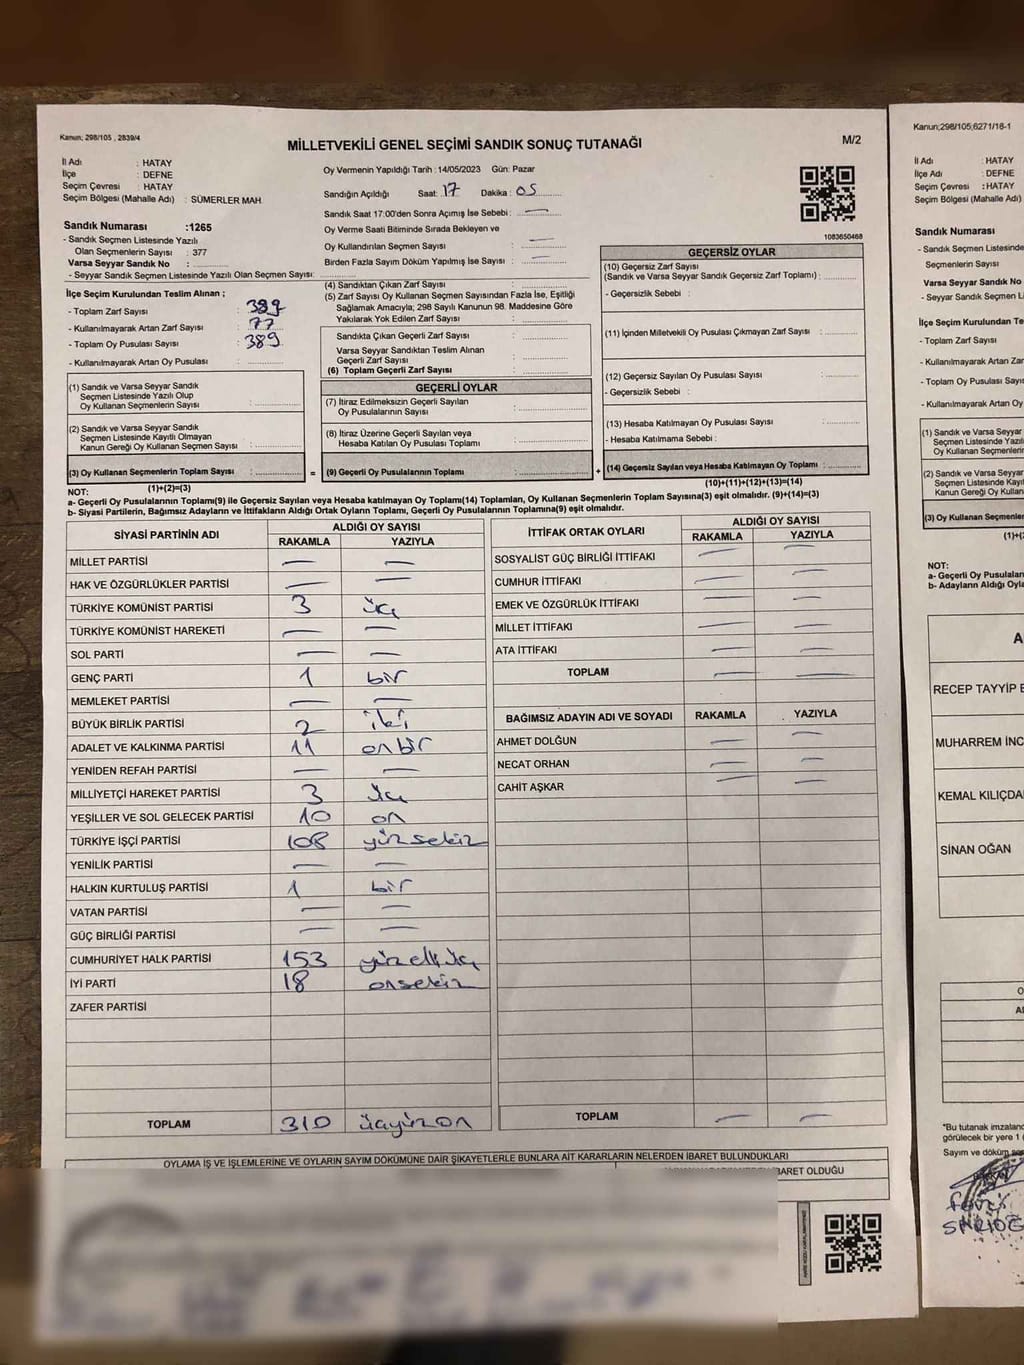 Kanun; 298/105 , 2839/4
MİLLETVEKİLİ GENEL SEÇİMİ SANDIK SONUÇ TUTANAĞI
M/2
İl Adı : HATAY
İlçe : DEFNE
Seçim Çevresi : HATAY
Seçim Bölgesi (Mahalle Adı) : SÜMERLER MAH.
Oy Vermenin Yapıldığı Tarih : 14/05/2023 Gün: Pazar
Sandığın Açıldığı Saat: 17 Dakika : 05
Sandık Saat 17:00'den Sonra Açımış İse Sebebi : —
Oy Verme Saati Bitiminde Sırada Bekleyen ve
Oy Kullandırılan Seçmen Sayısı : —
Birden Fazla Sayım Döküm Yapılmış İse Sayısı : —
1083650468
Sandık Numarası :1265
- Sandık Seçmen Listesinde Yazılı
Olan Seçmenlerin Sayısı : 377
Varsa Seyyar Sandık No :
- Seyyar Sandık Seçmen Listesinde Yazılı Olan Seçmen Sayısı:
İlçe Seçim Kurulundan Teslim Alınan ;
- Toplam Zarf Sayısı : 389
- Kullanılmayarak Artan Zarf Sayısı : 77
- Toplam Oy Pusulası Sayısı : 389
- Kullanılmayarak Artan Oy Pusulası :
(1) Sandık ve Varsa Seyyar Sandık
Seçmen Listesinde Yazılı Olup
Oy Kullanan Seçmenlerin Sayısı :
(2) Sandık ve Varsa Seyyar Sandık
Seçmen Listesinde Kayıtlı Olmayan
Kanun Gereği Oy Kullanan Seçmen Sayısı :
(3) Oy Kullanan Seçmenlerin Toplam Sayısı :
(1)+(2)=(3)
(4) Sandıktan Çıkan Zarf Sayısı :
(5) Zarf Sayısı Oy Kullanan Seçmen Sayısından Fazla İse, Eşitliği
Sağlamak Amacıyla; 298 Sayılı Kanunun 98. Maddesine Göre
Yakılarak Yok Edilen Zarf Sayısı :
Sandıkta Çıkan Geçerli Zarf Sayısı :
Varsa Seyyar Sandıktan Teslim Alınan
Geçerli Zarf Sayısı :
(6) Toplam Geçerli Zarf Sayısı :
GEÇERLİ OYLAR
(7) İtiraz Edilmeksizin Geçerli Sayılan
Oy Pusulalarının Sayısı :
(8) İtiraz Üzerine Geçerli Sayılan veya
Hesaba Katılan Oy Pusulası Toplamı :
= (9) Geçerli Oy Pusulalarının Toplamı :
GEÇERSİZ OYLAR
(10) Geçersiz Zarf Sayısı
(Sandık ve Varsa Seyyar Sandık Geçersiz Zarf Toplamı) :
- Geçersizlik Sebebi :
(11) İçinden Milletvekili Oy Pusulası Çıkmayan Zarf Sayısı :
(12) Geçersiz Sayılan Oy Pusulası Sayısı :
- Geçersizlik Sebebi :
(13) Hesaba Katılmayan Oy Pusulası Sayısı :
- Hesaba Katılmama Sebebi :
+ (14) Geçersiz Sayılan veya Hesaba Katılmayan Oy Toplamı :
(10)+(11)+(12)+(13)=(14)
NOT:
a- Geçerli Oy Pusulalarının Toplamı(9) ile Geçersiz Sayılan veya Hesaba katılmayan Oy Toplamı(14) Toplamları, Oy Kullanan Seçmenlerin Toplam Sayısına(3) eşit olmalıdır. (9)+(14)=(3)
b- Siyasi Partilerin, Bağımsız Adayların ve İttifakların Aldığı Ortak Oyların Toplamı, Geçerli Oy Pusulalarının Toplamına(9) eşit olmalıdır.
SİYASİ PARTİNİN ADI ALDIĞI OY SAYISI
RAKAMLA YAZIYLA
MİLLET PARTİSİ — —
HAK VE ÖZGÜRLÜKLER PARTİSİ — —
TÜRKİYE KOMÜNİST PARTİSİ 3 üç
TÜRKİYE KOMÜNİST HAREKETİ — —
SOL PARTİ — —
GENÇ PARTİ 1 bir
MEMLEKET PARTİSİ — —
BÜYÜK BİRLİK PARTİSİ 2 iki
ADALET VE KALKINMA PARTİSİ 11 onbir
YENİDEN REFAH PARTİSİ — —
MİLLİYETÇİ HAREKET PARTİSİ 3 üç
YEŞİLLER VE SOL GELECEK PARTİSİ 10 on
TÜRKİYE İŞÇİ PARTİSİ 108 yüzsekiz
YENİLİK PARTİSİ — —
HALKIN KURTULUŞ PARTİSİ 1 bir
VATAN PARTİSİ — —
GÜÇ BİRLİĞİ PARTİSİ — —
CUMHURİYET HALK PARTİSİ 153 yüzelliüç
İYİ PARTİ 18 onsekiz
ZAFER PARTİSİ
TOPLAM 310 üçyüzon
İTTİFAK ORTAK OYLARI ALDIĞI OY SAYISI
RAKAMLA YAZIYLA
SOSYALİST GÜÇ BİRLİĞİ İTTİFAKI — —
CUMHUR İTTİFAKI — —
EMEK VE ÖZGÜRLÜK İTTİFAKI — —
MİLLET İTTİFAKI — —
ATA İTTİFAKI — —
TOPLAM — —
BAĞIMSIZ ADAYIN ADI VE SOYADI RAKAMLA YAZIYLA
AHMET DOLĞUN — —
NECAT ORHAN — —
CAHİT AŞKAR — —
TOPLAM — —
OYLAMA İŞ VE İŞLEMLERİNE VE OYLARIN SAYIM DÖKÜMÜNE DAİR ŞİKAYETLERLE BUNLARA AİT KARARLARIN NELERDEN İBARET BULUNDUKLARI
BARET OLDUĞU
Kanun;298/105;6271/18-1
İl Adı : HATAY
İlçe Adı : DEFNE
Seçim Çevresi :HATAY
Seçim Bölgesi (Mahalle Adı)
Sandık Numarası
- Sandık Seçmen Listesinde
Seçmenlerin Sayısı
Varsa Seyyar Sandık No
- Seyyar Sandık Seçmen Li
İlçe Seçim Kurulundan Te
- Toplam Zarf Sayısı
- Kullanılmayarak Artan Za
- Toplam Oy Pusulası Sayıs
- Kullanılmayarak Artan Oy
(1) Sandık ve Varsa Seyyar
Seçmen Listesinde Ya
Oy Kullanan Seçmenlerin
(2) Sandık ve Varsa Seyyar
Seçmen Listesinde Kayı
Kanun Gereği Oy Kullana
(3) Oy Kullanan Seçmenler
(1)+(
NOT:
a- Geçerli Oy Pusulaları
b- Adayların Aldığı Oyla
A
RECEP TAYYİP E
MUHARREM İNC
KEMAL KILIÇDA
SİNAN OĞAN
"Bu tutanak imzaland
görülecek bir yere 1 (
Sayım ve döküm